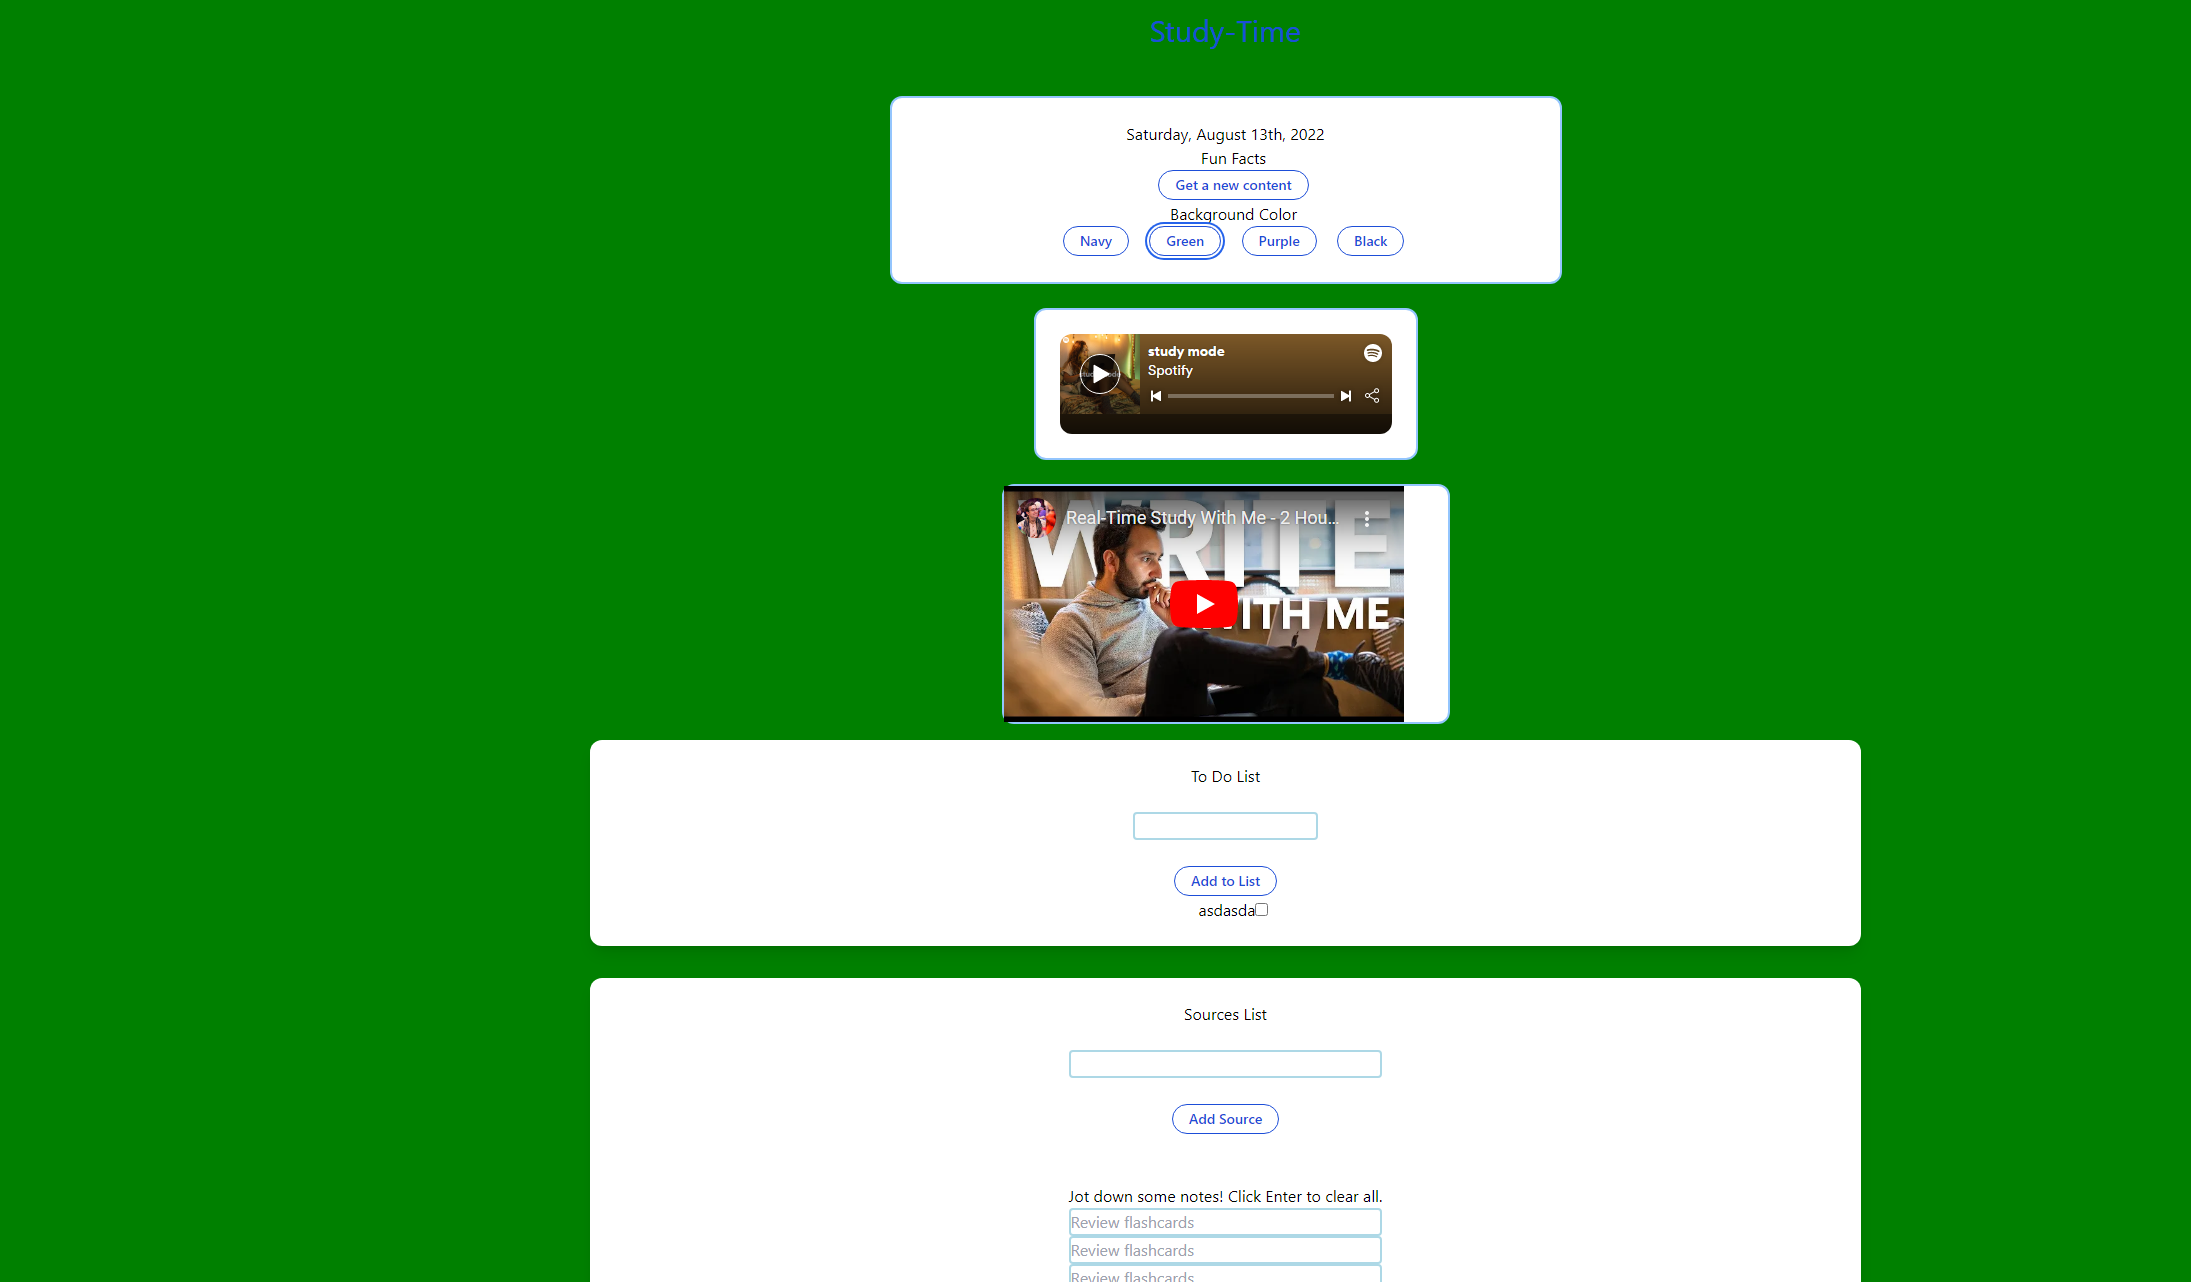 Study-Time
Saturday, August 13th, 2022
Fun Facts
Get a new content
Background Color
Navy Green Purple Black
study mode
Spotify
Real-Time Study With Me - 2 Hou...
WRITE
WITH ME
To Do List
Add to List
asdasda
Sources List
Add Source
Jot down some notes! Click Enter to clear all.
Review flashcards
Review flashcards
Review flashcards